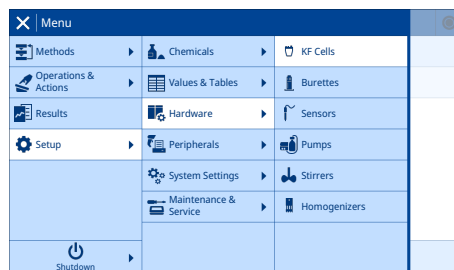 Menu
Methods
Operations &
Actions
Results
Setup
Shutdown
Chemicals
Values & Tables
Hardware
Peripherals
System Settings
Maintenance &
Service
KF Cells
Burettes
Sensors
Pumps
Stirrers
Homogenizers